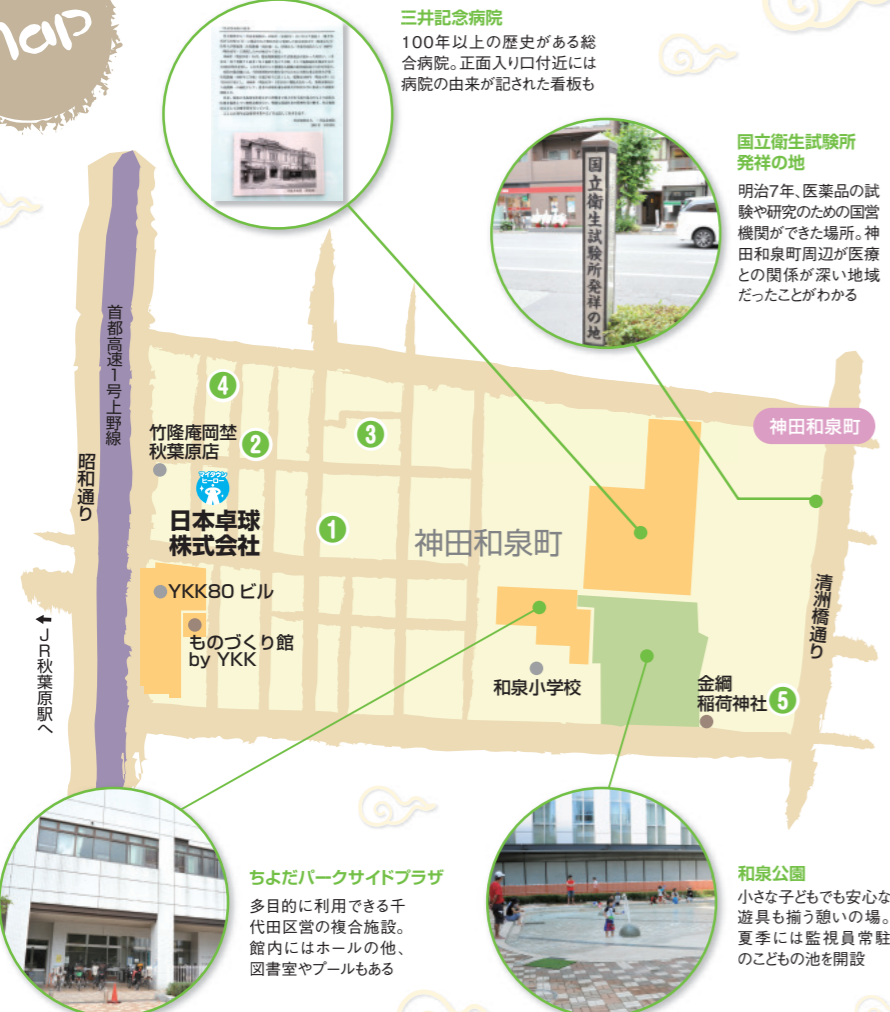 map
三井記念病院
100年以上の歴史がある総
合病院。正面入り口付近には
病院の由来が記された看板も
国立衛生試験所
発祥の地
明治7年、医薬品の試
験や研究のための国営
機関ができた場所。神
田和泉町周辺が医療
との関係が深い地域
だったことがわかる
国立衛生試験所発祥の地
首都高速1号上野線
昭和通り
4
竹隆庵岡埜
秋葉原店
2
3
神田和泉町
マイタウン
ヒーロー
日本卓球
株式会社
1
神田和泉町
YKK80 ビル
ものづくり館
by YKK
←JR秋葉原駅へ
清洲橋通り
和泉小学校
金綱
稲荷神社
5
ちよだパークサイドプラザ
多目的に利用できる千
代田区営の複合施設。
館内にはホールの他、
図書室やプールもある
和泉公園
小さな子どもでも安心な
遊具も揃う憩いの場。
夏季には監視員常駐
のこどもの池を開設